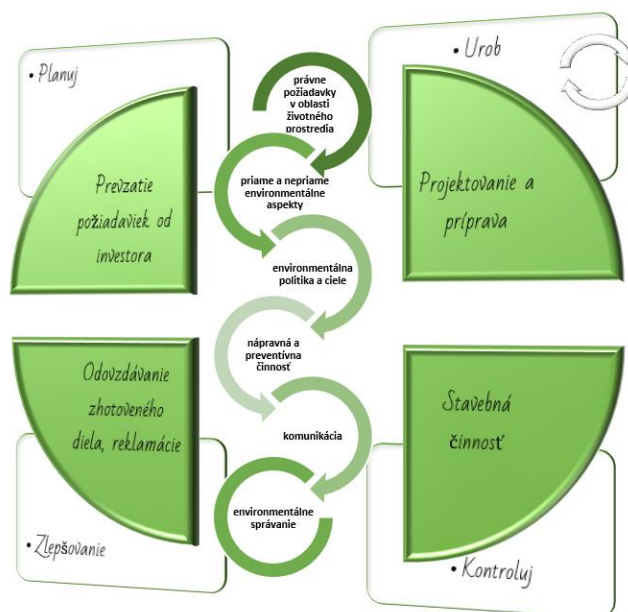 • Planuj
Prevzatie
požiadaviek od
investora
• Urob
Projektovanie a
príprava
právne
požiadavky
v oblasti
životného
prostredia
priame a nepriame
environmentálne
aspekty
environmentálna
politika a ciele
nápravná a
preventívna
činnosť
komunikácia
environmentálne
správanie
Odovzdávanie
zhotoveného
diela, reklamácie
• Zlepšovanie
Stavebná
činnosť
• Kontroluj